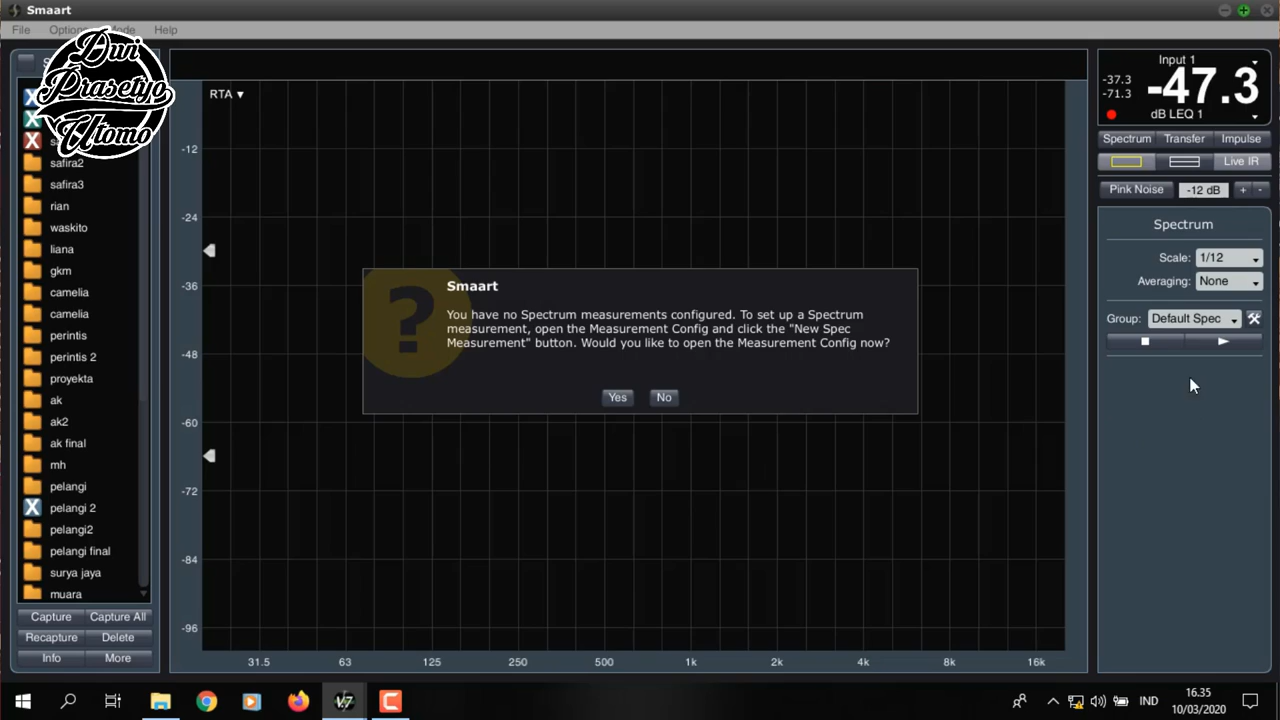 Smaart
File Options Mode Help
Dwi
Prasetyo
Utomo
safira2
safira3
rian
waskito
liana
gkm
camelia
camelia
perintis
perintis 2
proyekta
ak
ak2
ak final
mh
pelangi
pelangi 2
pelangi2
pelangi final
surya jaya
muara
Capture Capture All
Recapture Delete
Info More
RTA ▼
-12
-24
-36
-48
-60
-72
-84
-96
31.5 63 125 250 500 1k 2k 4k 8k 16k
Smaart
You have no Spectrum measurements configured. To set up a Spectrum
measurement, open the Measurement Config and click the "New Spec
Measurement" button. Would you like to open the Measurement Config now?
Yes No
Input 1
-37.3
-71.3
-47.3
dB LEQ 1
Spectrum Transfer Impulse
Live IR
Pink Noise -12 dB + -
Spectrum
Scale: 1/12
Averaging: None
Group: Default Spec
V7
IND
16.35
10/03/2020